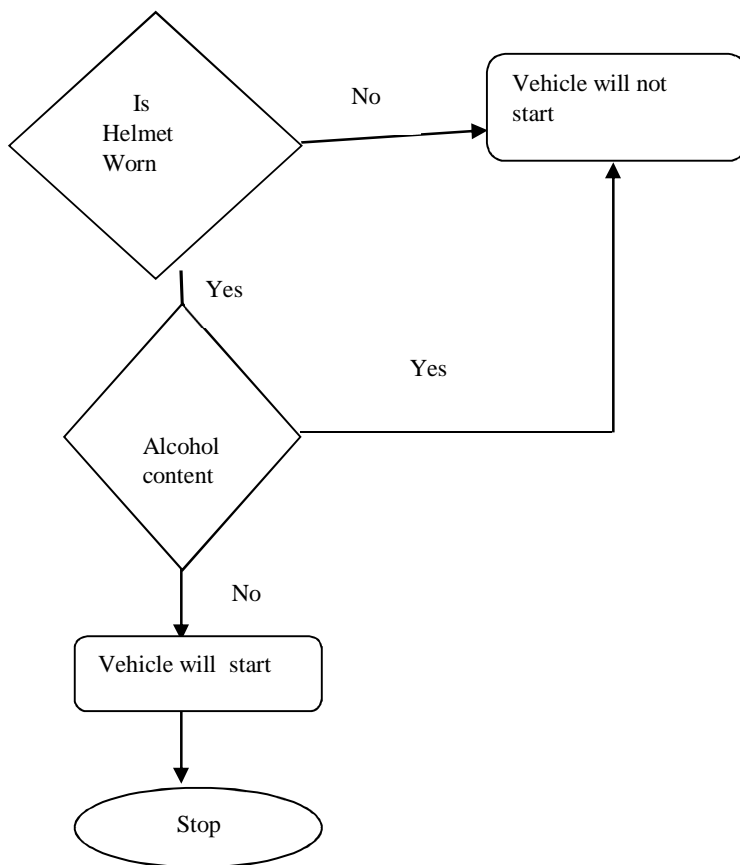 Is
Helmet
Worn
No
Vehicle will not
start
Yes
Yes
Alcohol
content
No
Vehicle will start
Stop